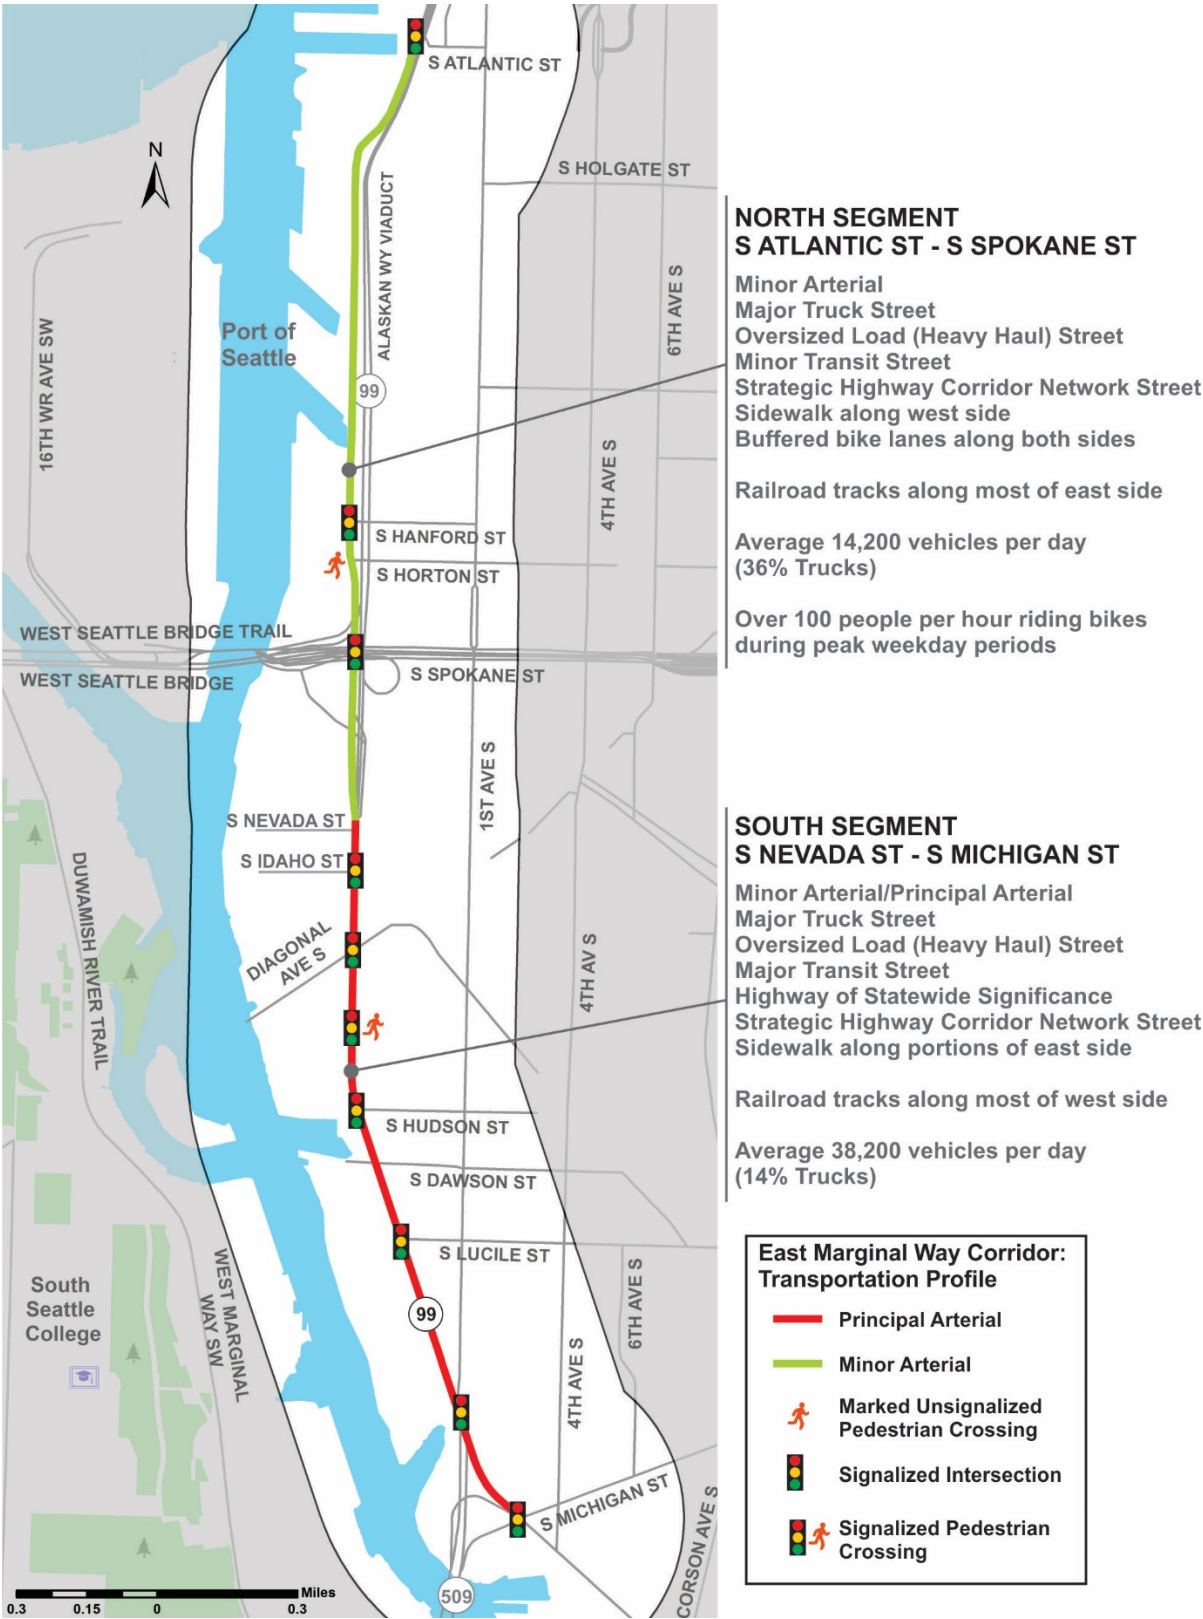 S ATLANTIC ST
N
S HOLGATE ST
ALASKAN WY VIADUCT
6TH AVE S
16TH WR AVE SW
Port of
Seattle
99
4TH AVE S
S HANFORD ST
S HORTON ST
WEST SEATTLE BRIDGE TRAIL
WEST SEATTLE BRIDGE
S SPOKANE ST
1ST AVE S
S NEVADA ST
S IDAHO ST
DUWAMISH RIVER TRAIL
DIAGONAL
AVE S
4TH AV S
S HUDSON ST
S DAWSON ST
S LUCILE ST
South
Seattle
College
WEST MARGINAL
WAY SW
99
6TH AVE S
4TH AVE S
S MICHIGAN ST
CORSON AVE S
509
Miles
0.3 0.15 0 0.3
NORTH SEGMENT
S ATLANTIC ST - S SPOKANE ST
Minor Arterial
Major Truck Street
Oversized Load (Heavy Haul) Street
Minor Transit Street
Strategic Highway Corridor Network Street
Sidewalk along west side
Buffered bike lanes along both sides
Railroad tracks along most of east side
Average 14,200 vehicles per day
(36% Trucks)
Over 100 people per hour riding bikes
during peak weekday periods
SOUTH SEGMENT
S NEVADA ST - S MICHIGAN ST
Minor Arterial/Principal Arterial
Major Truck Street
Oversized Load (Heavy Haul) Street
Major Transit Street
Highway of Statewide Significance
Strategic Highway Corridor Network Street
Sidewalk along portions of east side
Railroad tracks along most of west side
Average 38,200 vehicles per day
(14% Trucks)
East Marginal Way Corridor:
Transportation Profile
Principal Arterial
Minor Arterial
Marked Unsignalized
Pedestrian Crossing
Signalized Intersection
Signalized Pedestrian
Crossing